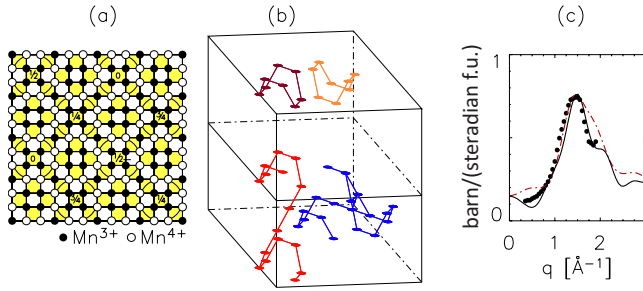 (a)
(b)
(c)
½ 0
¼ ¾
0 ½
¾ ¼
● Mn³⁺ ○ Mn⁴⁺
barn/(steradian f.u.)
1
0
0 1 2
q [Å⁻¹]